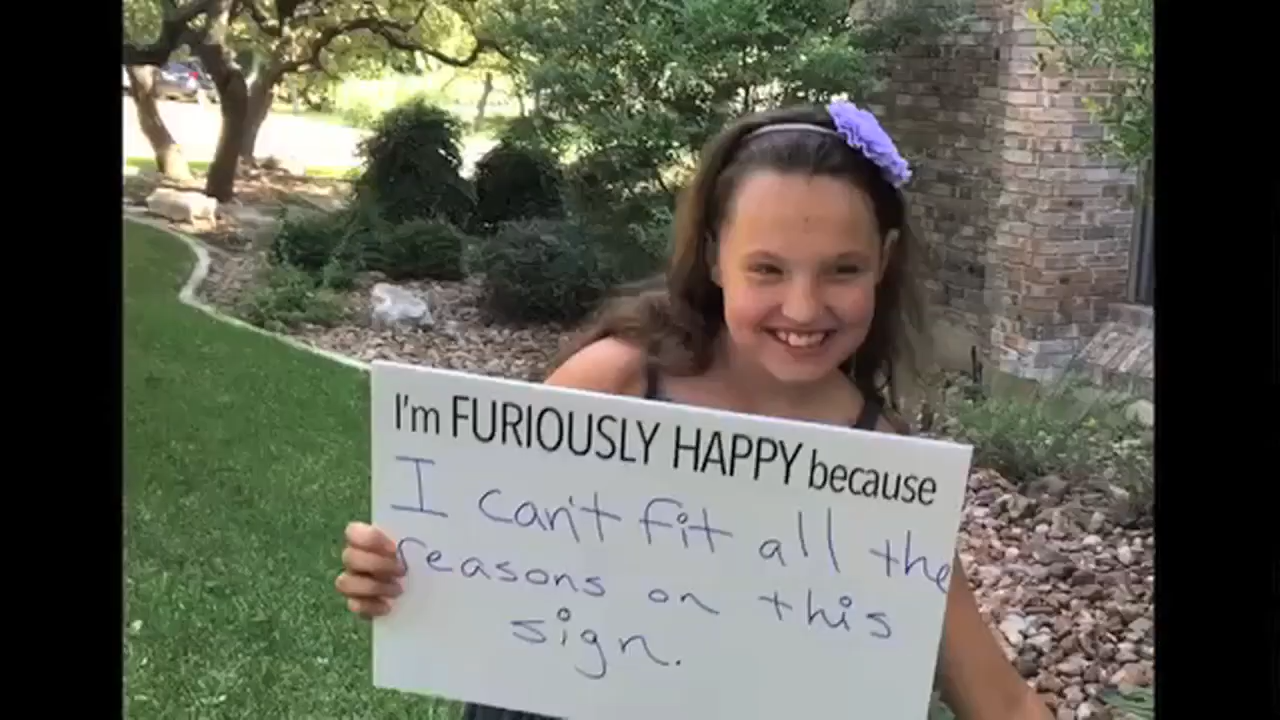 I'm FURIOUSLY HAPPY because
I can't fit all the
reasons on this
sign.